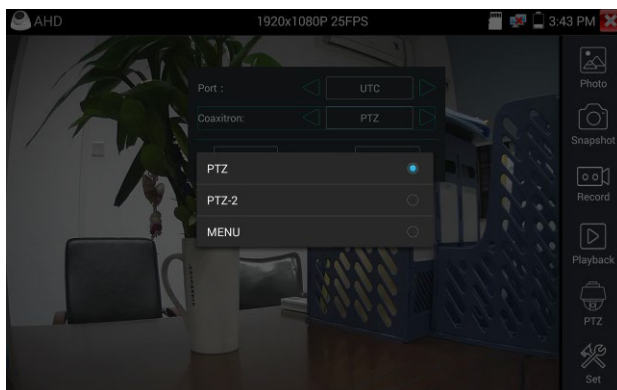 AHD
1920x1080P 25FPS
3:43 PM
Port :
UTC
Coaxitron:
PTZ
PTZ
PTZ-2
MENU
Photo
Snapshot
Record
Playback
PTZ
Set